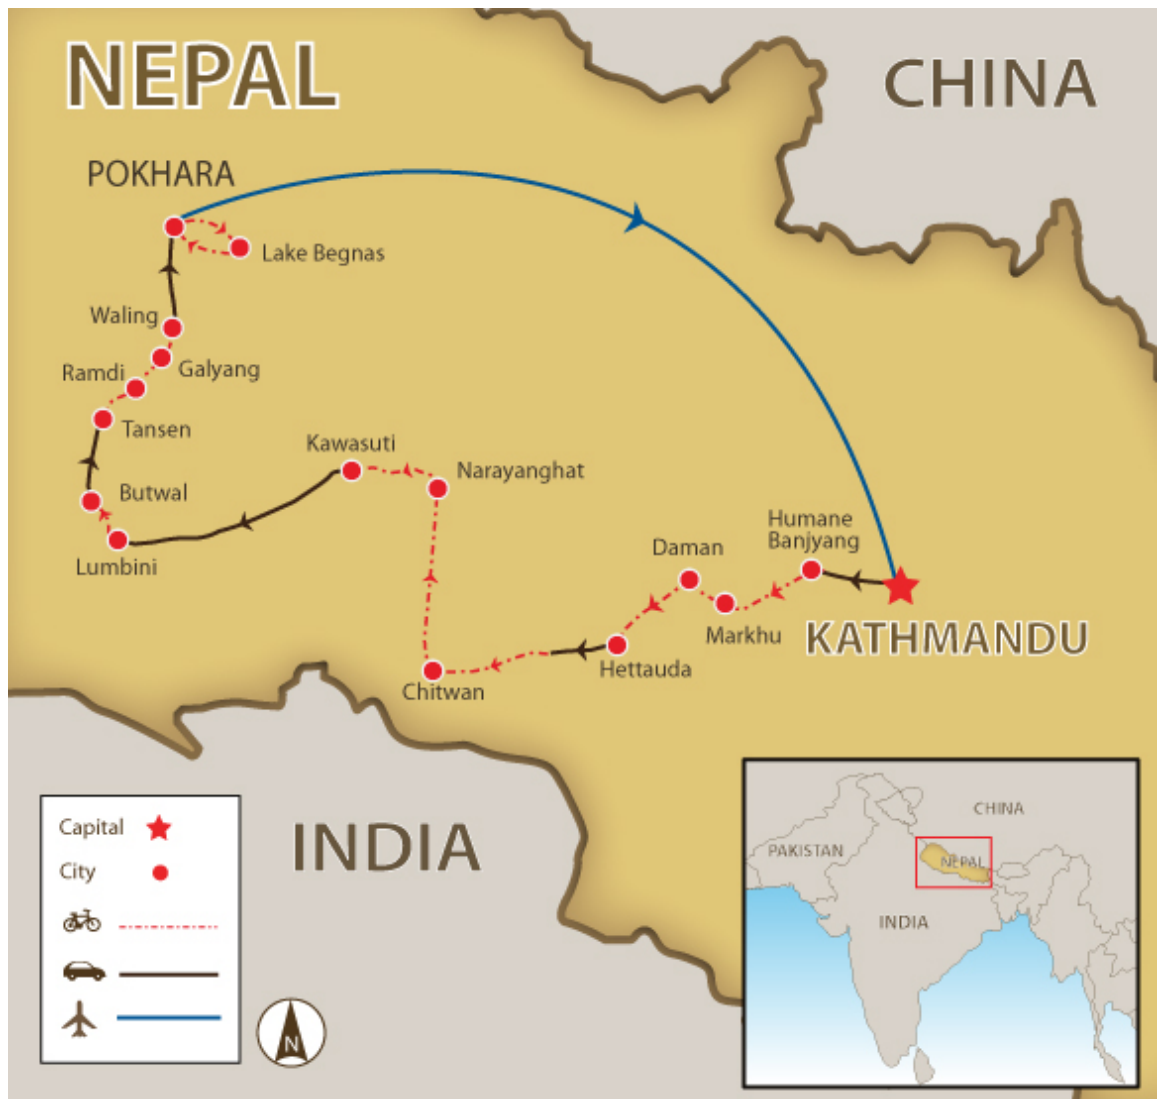 NEPAL
CHINA
POKHARA
Lake Begnas
Waling
Galyang
Ramdi
Tansen
Kawasuti
Narayanghat
Butwal
Lumbini
Humane
Banjyang
Daman
Markhu
KATHMANDU
Hettauda
Chitwan
INDIA
Capital
City
N
CHINA
PAKISTAN
NEPAL
INDIA